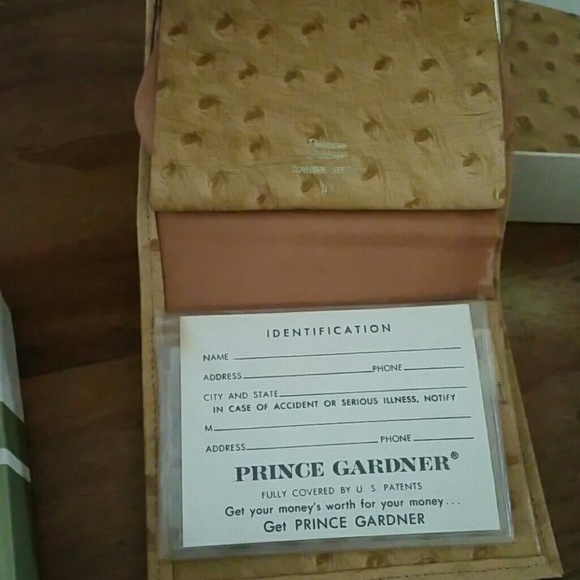 IDENTIFICATION
NAME
ADDRESS PHONE
CITY AND STATE
IN CASE OF ACCIDENT OR SERIOUS ILLNESS, NOTIFY
M
ADDRESS PHONE
PRINCE GARDNER®
FULLY COVERED BY U. S. PATENTS
Get your money's worth for your money...
Get PRINCE GARDNER